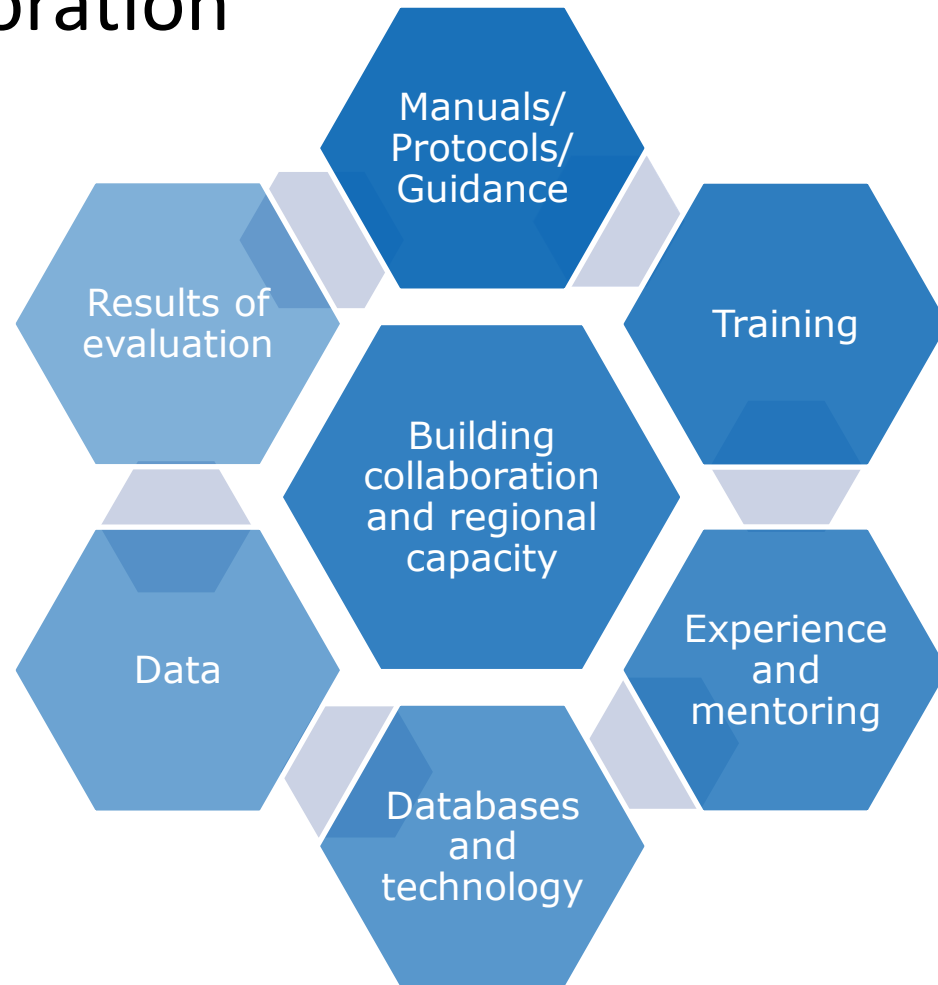 oration
Manuals/
Protocols/
Guidance
Training
Experience
and
mentoring
Databases
and
technology
Data
Results of
evaluation
Building
collaboration
and regional
capacity